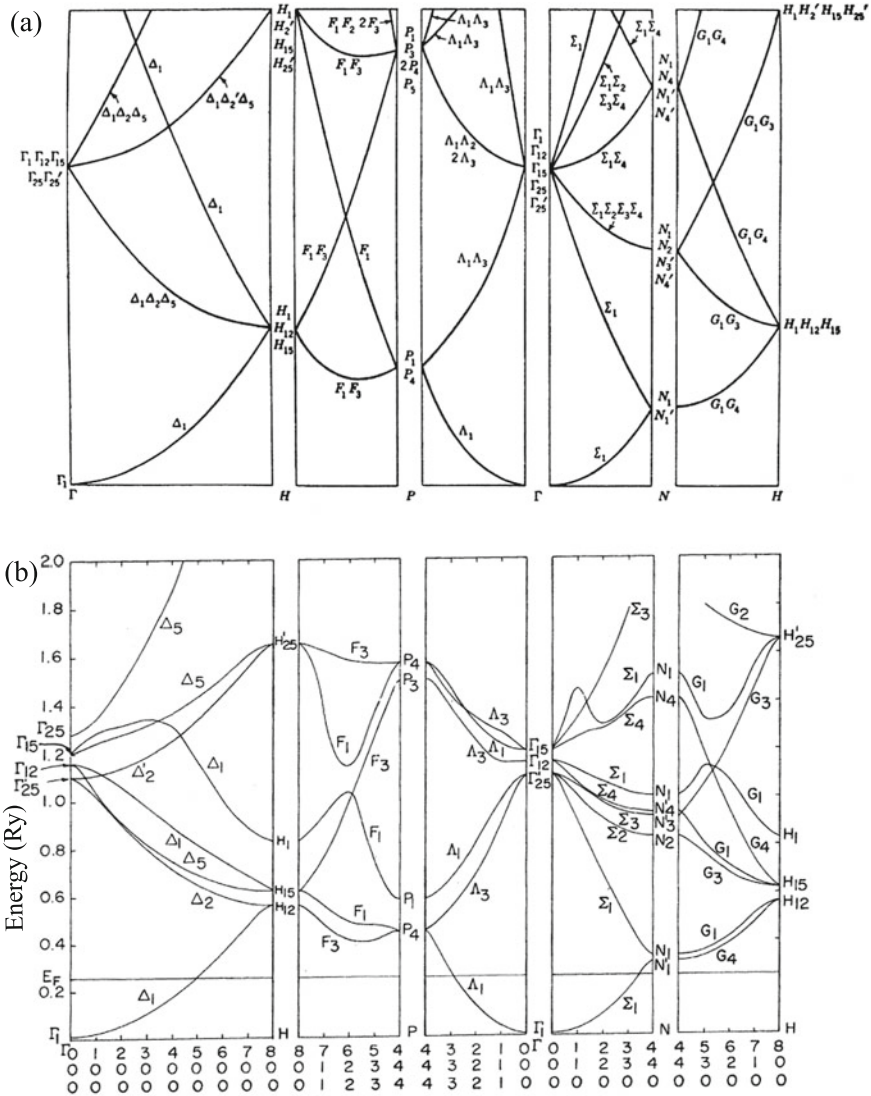 (a)
H₁
H₂′
H₁₅
H₂₅′
F₁F₂ 2F₃
F₁F₃
P₁
P₃
2P₄
P₅
Λ₁Λ₃
Λ₁Λ₃
Σ₁
Σ₁Σ₄
N₁
N₄
N₁′
N₄′
G₁G₄
H₁H₂′H₁₅H₂₅′
Δ₁
Δ₁Δ₂Δ₅
Δ₁Δ₂′Δ₅
Λ₁Λ₃
Σ₁Σ₂
Σ₃Σ₄
G₁G₃
Γ₁Γ₁₂Γ₁₅
Γ₂₅Γ₂₅′
Λ₁Λ₂
2Λ₃
Γ₁
Γ₁₂
Γ₁₅
Γ₂₅
Γ₂₅′
Σ₁Σ₄
Δ₁
Σ₁Σ₂Σ₃Σ₄
N₁
N₂
N₃′
N₄′
G₁G₄
F₁F₃
F₁
Λ₁Λ₃
Δ₁Δ₂Δ₅
H₁
H₁₂
H₁₅
Σ₁
G₁G₃
H₁H₁₂H₁₅
F₁F₃
P₁
P₄
Δ₁
Λ₁
Σ₁
N₁
N₁′
G₁G₄
Γ₁
Γ H P Γ N H
(b)
Energy (Ry)
2.0
1.8
1.6
1.4
1.2
1.0
0.8
0.6
0.4
E_F
0.2
Γ₂₅
Γ₁₅
Γ₁₂
Γ′₂₅
Γ₁
Δ₅
Δ₅
Δ₁
Δ′₂
Δ₁
Δ₅
Δ₂
Δ₁
H′₂₅
H₁
H₁₅
H₁₂
F₃
F₁
F₃
F₁
F₁
F₃
P₄
P₃
P₁
P₄
Λ₃
Λ₁
Λ₃
Λ₁
Λ₃
Λ₁
Γ₁₅
Γ₁₂
Γ′₂₅
Γ₁
Σ₃
Σ₁
Σ₄
Σ₁
Σ₄
Σ₃
Σ₂
Σ₁
Σ₁
N₁
N₄
N₁
N′₄
N′₃
N₂
N₁
N′₁
G₂
G₁
G₃
G₁
G₄
G₁
G₃
G₁
G₄
H′₂₅
H₁
H₁₅
H₁₂
Γ H P Γ N H
0 1 2 3 4 5 6 7 8 8 7 6 5 4 4 3 2 1 0 0 1 2 3 4 4 5 6 7 8
0 0 0 0 0 0 0 0 0 0 1 2 3 4 4 3 2 1 0 0 1 2 3 4 4 3 2 1 0
0 0 0 0 0 0 0 0 0 0 1 2 3 4 4 3 2 1 0 0 0 0 0 0 0 0 0 0 0